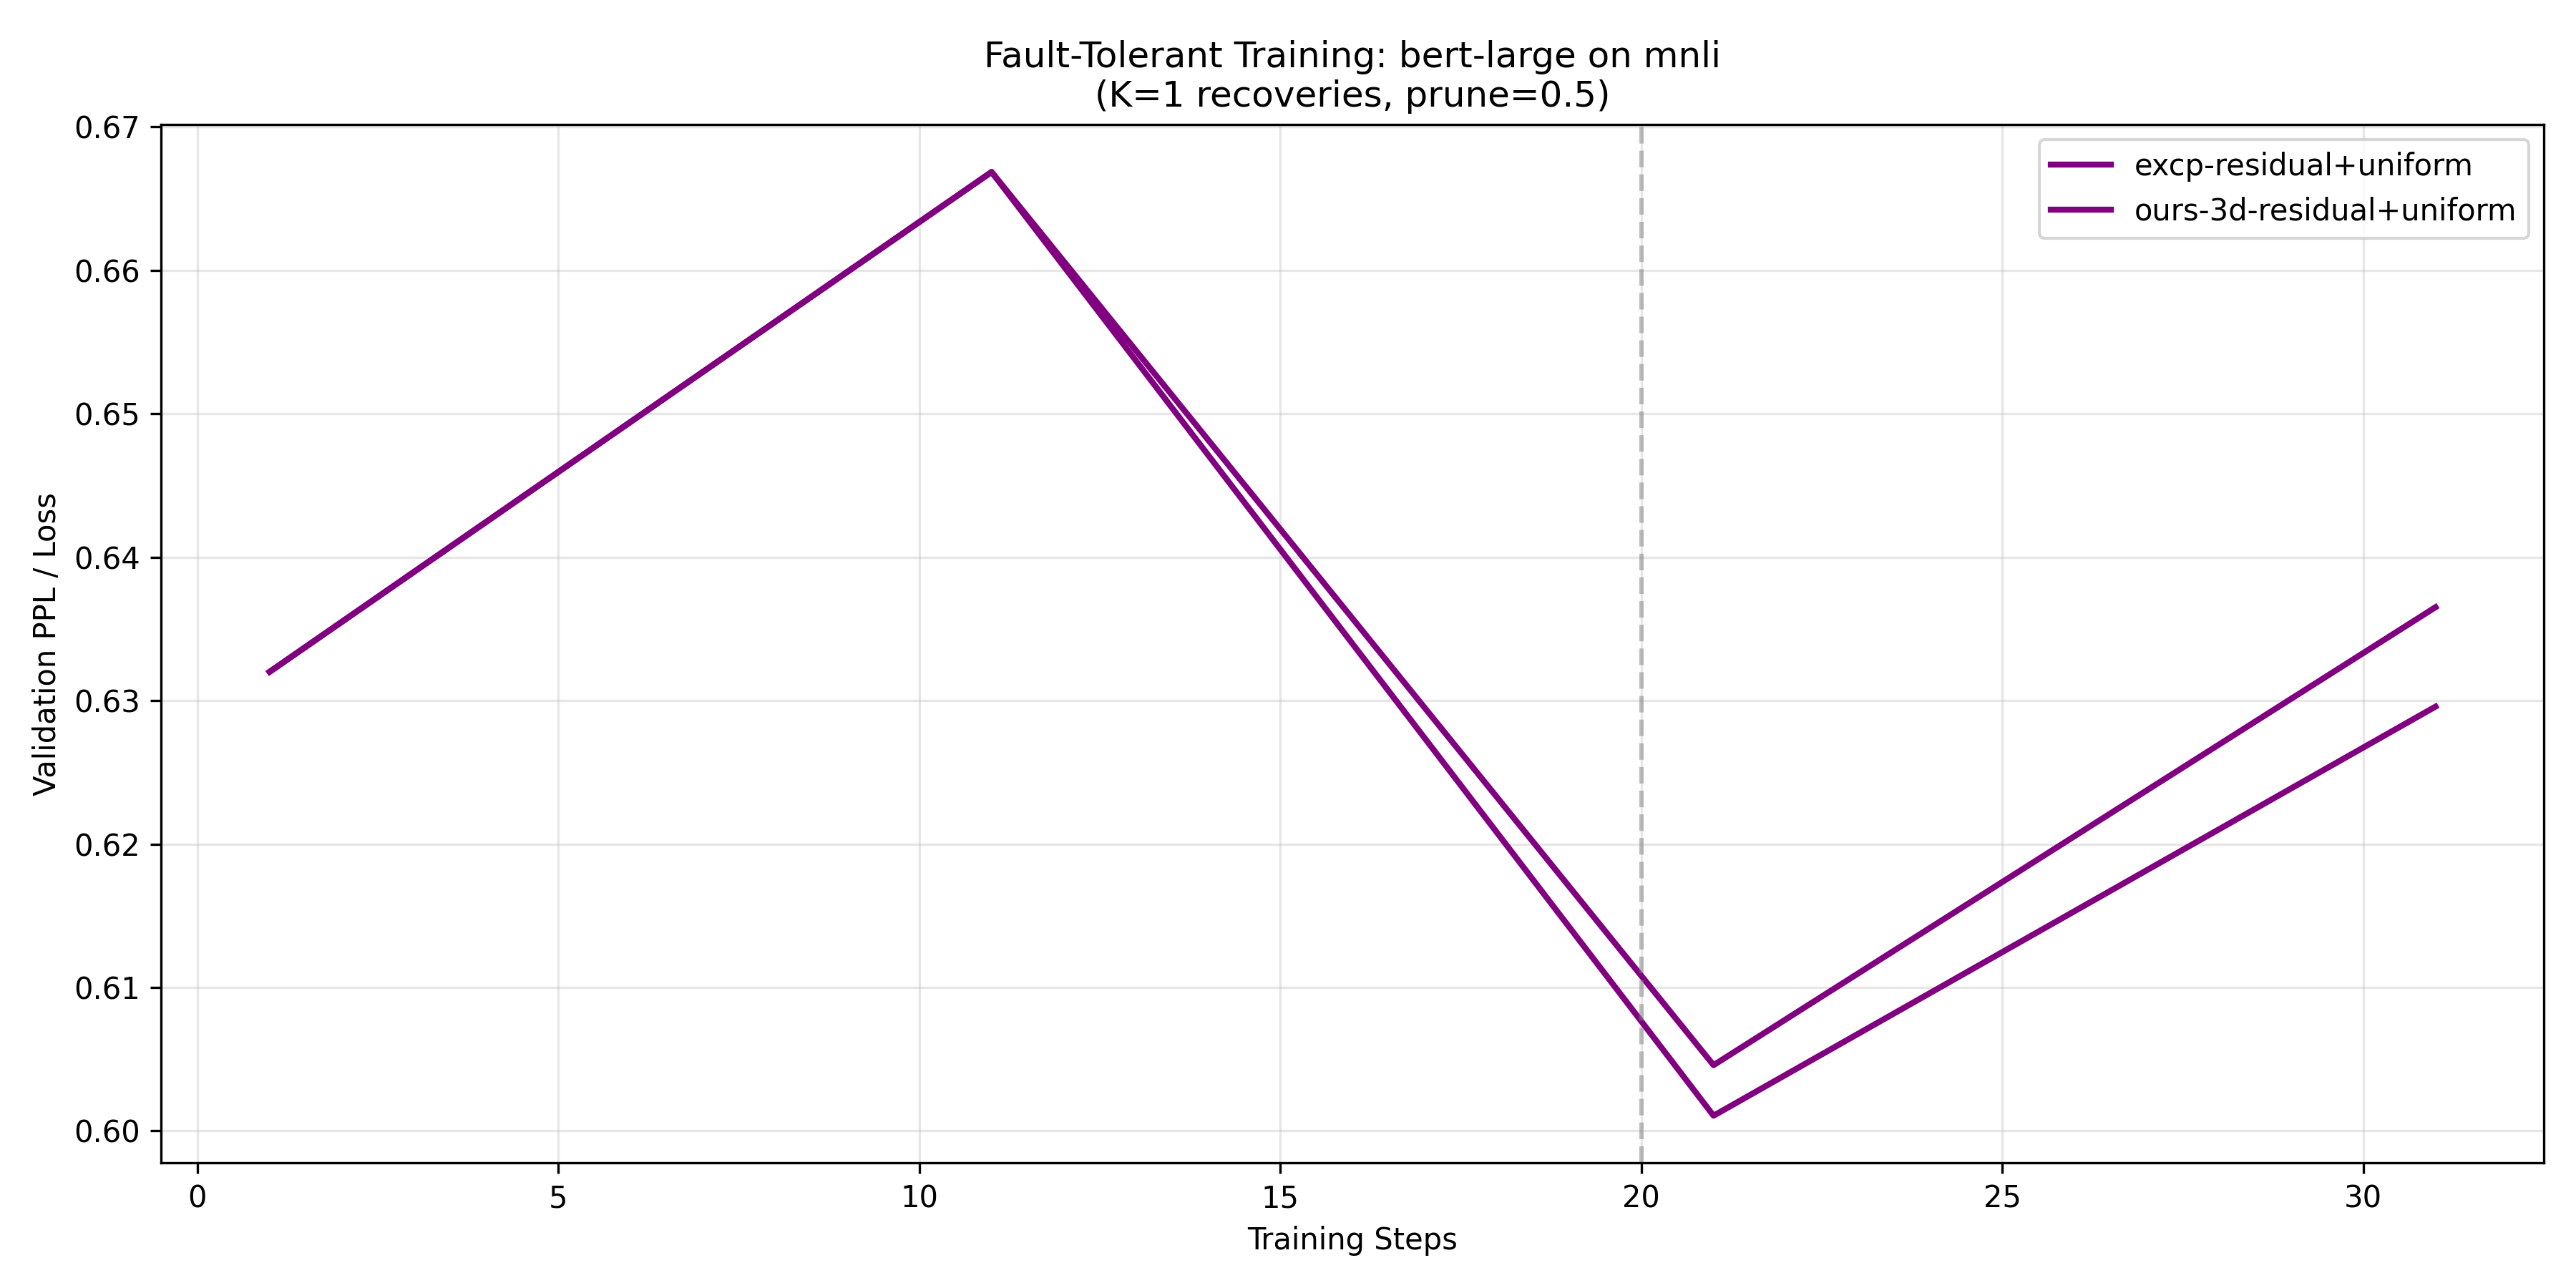 Fault-Tolerant Training: bert-large on mnli
(K=1 recoveries, prune=0.5)
excp-residual+uniform
ours-3d-residual+uniform
Validation PPL / Loss
0.67
0.66
0.65
0.64
0.63
0.62
0.61
0.60
0 5 10 15 20 25 30
Training Steps